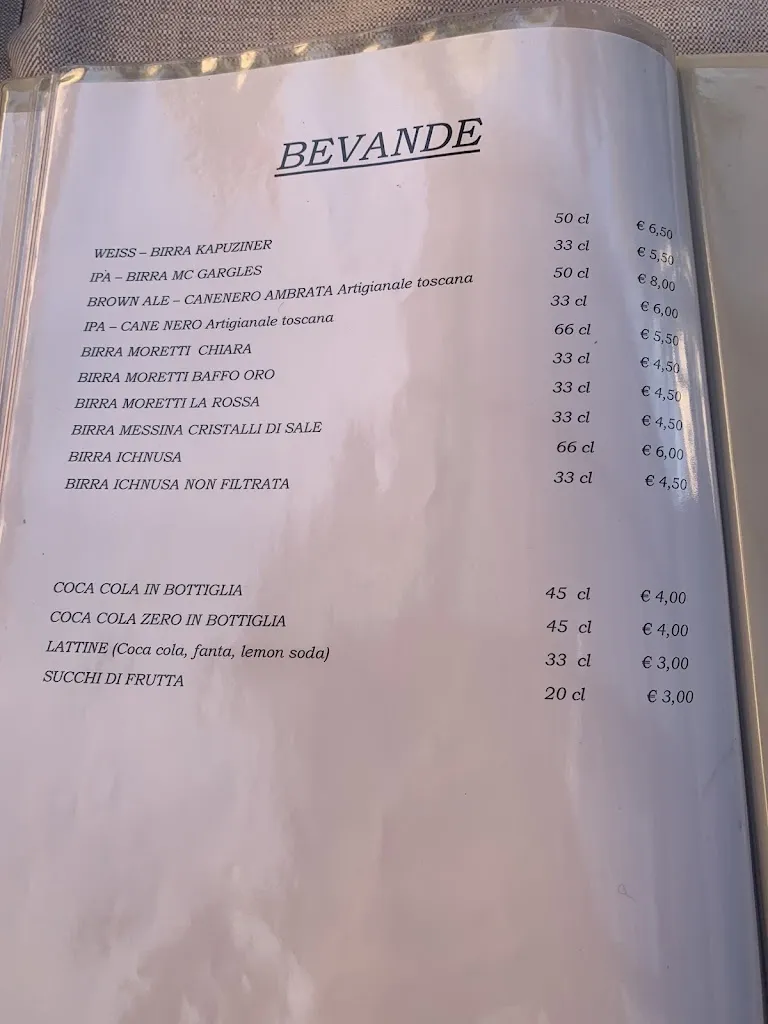 BEVANDE
WEISS – BIRRA KAPUZINER 50 cl € 6,50
IPA – BIRRA MC GARGLES 33 cl € 5,50
BROWN ALE – CANENERO AMBRATA Artigianale toscana 50 cl € 8,00
IPA – CANE NERO Artigianale toscana 33 cl € 6,00
BIRRA MORETTI CHIARA 66 cl € 5,50
BIRRA MORETTI BAFFO ORO 33 cl € 4,50
BIRRA MORETTI LA ROSSA 33 cl € 4,50
BIRRA MESSINA CRISTALLI DI SALE 33 cl € 4,50
BIRRA ICHNUSA 66 cl € 6,00
BIRRA ICHNUSA NON FILTRATA 33 cl € 4,50
COCA COLA IN BOTTIGLIA 45 cl € 4,00
COCA COLA ZERO IN BOTTIGLIA 45 cl € 4,00
LATTINE (Coca cola, fanta, lemon soda) 33 cl € 3,00
SUCCHI DI FRUTTA 20 cl € 3,00